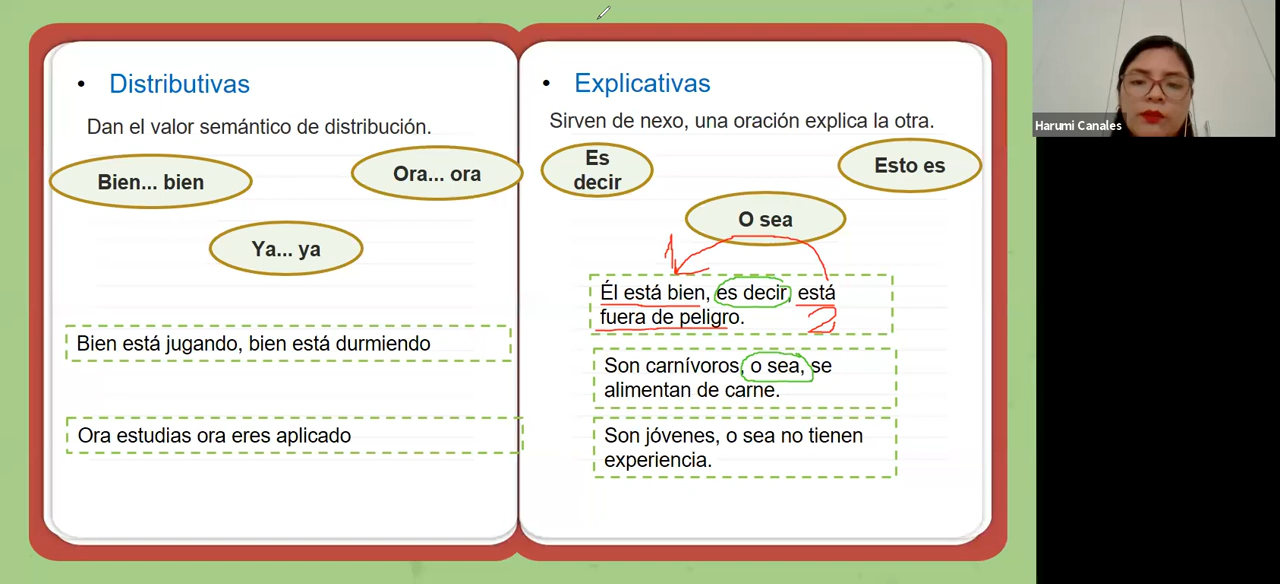 • Distributivas
Dan el valor semántico de distribución.
Bien... bien
Ora... ora
Ya... ya
Bien está jugando, bien está durmiendo
Ora estudias ora eres aplicado
• Explicativas
Sirven de nexo, una oración explica la otra.
Es
decir
Esto es
O sea
1
Él está bien, es decir, está
fuera de peligro.
2
Son carnívoros, o sea, se
alimentan de carne.
Son jóvenes, o sea no tienen
experiencia.
Harumi Canales